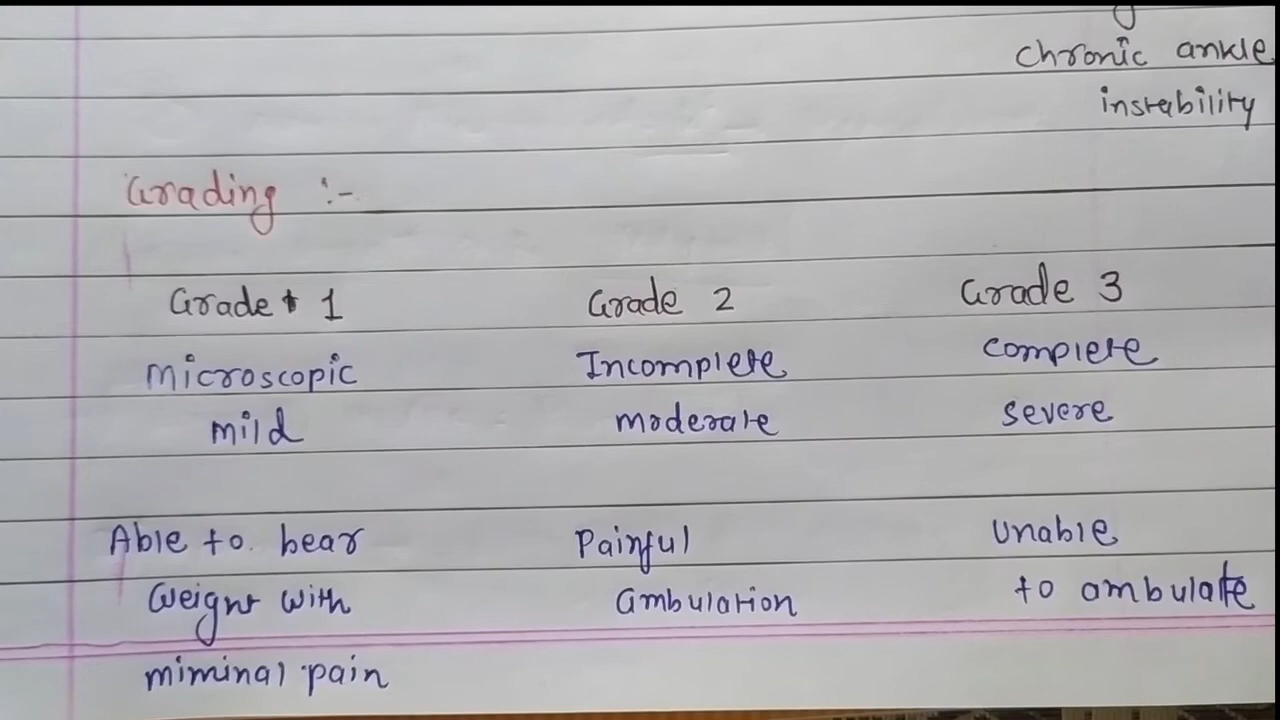 chronic ankle
instability
Grading :-
Grade 1 Grade 2 Grade 3
microscopic Incomplete complete
mild moderate severe
Able to bear Painful unable
weight with ambulation to ambulate
miminal pain